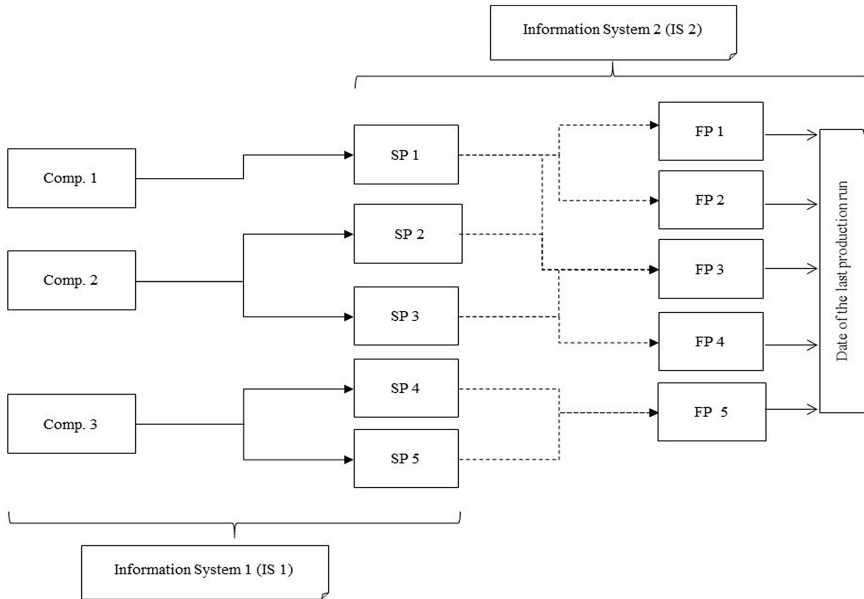 Information System 2 (IS 2)
Comp. 1
Comp. 2
Comp. 3
SP 1
SP 2
SP 3
SP 4
SP 5
FP 1
FP 2
FP 3
FP 4
FP 5
Date of the last production run
Information System 1 (IS 1)